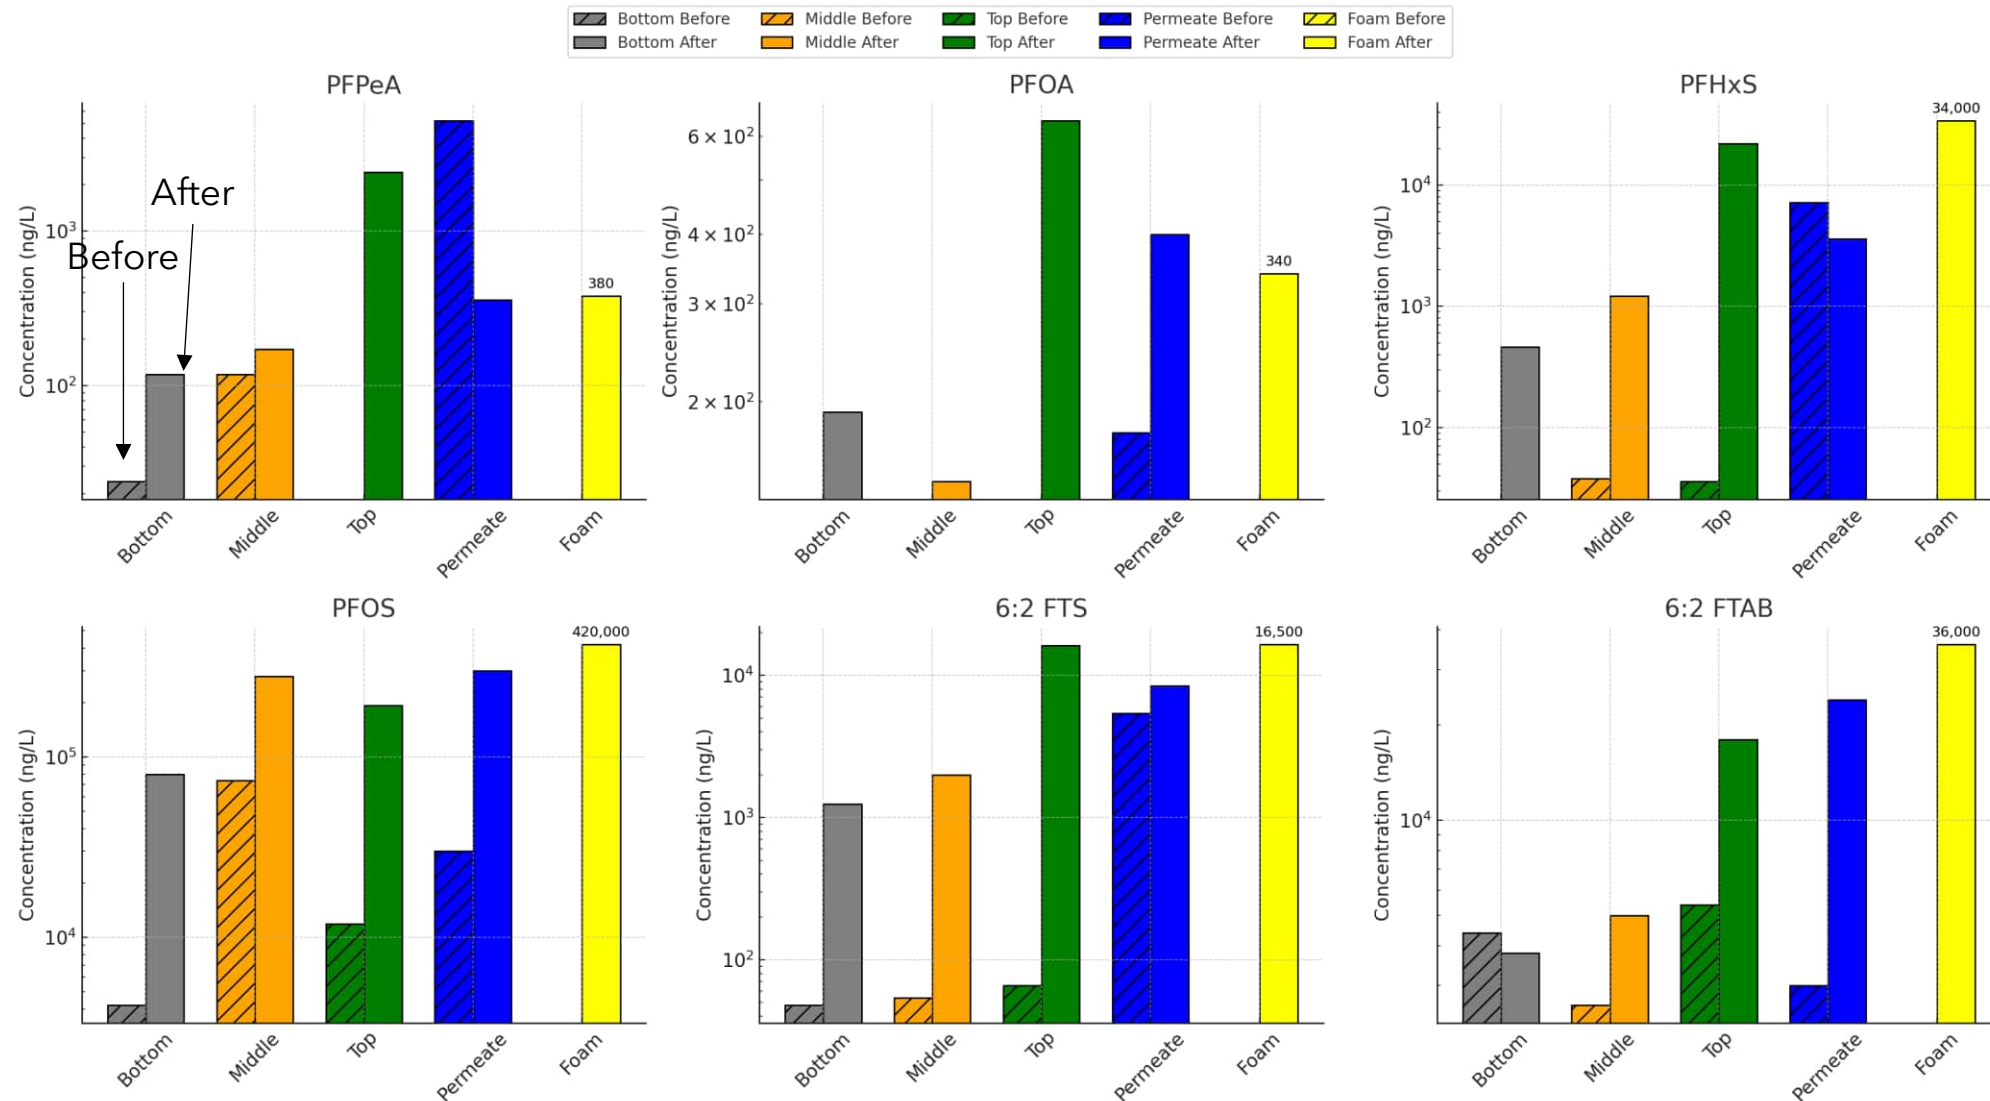 Bottom Before
Middle Before
Top Before
Permeate Before
Foam Before
Bottom After
Middle After
Top After
Permeate After
Foam After
PFPeA
Concentration (ng/L)
10³
10²
After
Before
380
Bottom
Middle
Top
Permeate
Foam
PFOA
Concentration (ng/L)
6 × 10²
4 × 10²
3 × 10²
2 × 10²
340
Bottom
Middle
Top
Permeate
Foam
PFHxS
Concentration (ng/L)
10⁴
10³
10²
34,000
Bottom
Middle
Top
Permeate
Foam
PFOS
Concentration (ng/L)
10⁵
10⁴
420,000
Bottom
Middle
Top
Permeate
Foam
6:2 FTS
Concentration (ng/L)
10⁴
10³
10²
16,500
Bottom
Middle
Top
Permeate
Foam
6:2 FTAB
Concentration (ng/L)
10⁴
36,000
Bottom
Middle
Top
Permeate
Foam